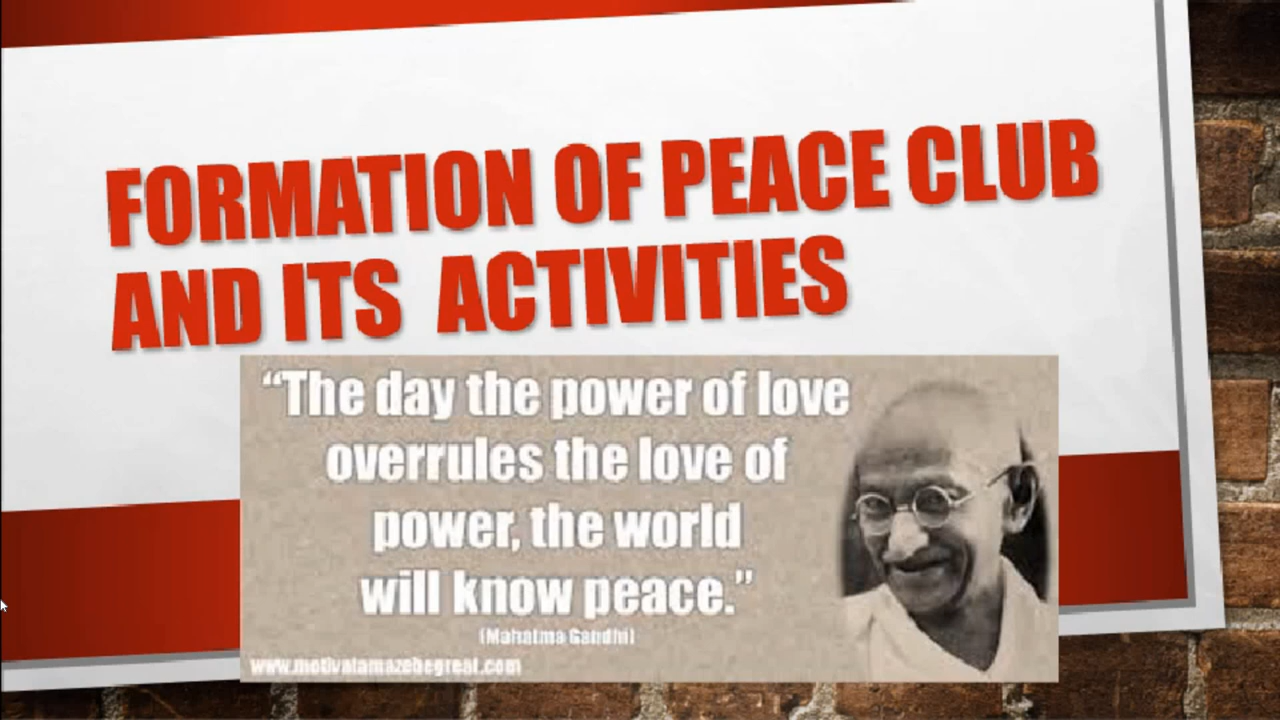 FORMATION OF PEACE CLUB
AND ITS ACTIVITIES
“The day the power of love
overrules the love of
power, the world
will know peace.”
(Mahatma Gandhi)
www.motivateamazebegreat.com